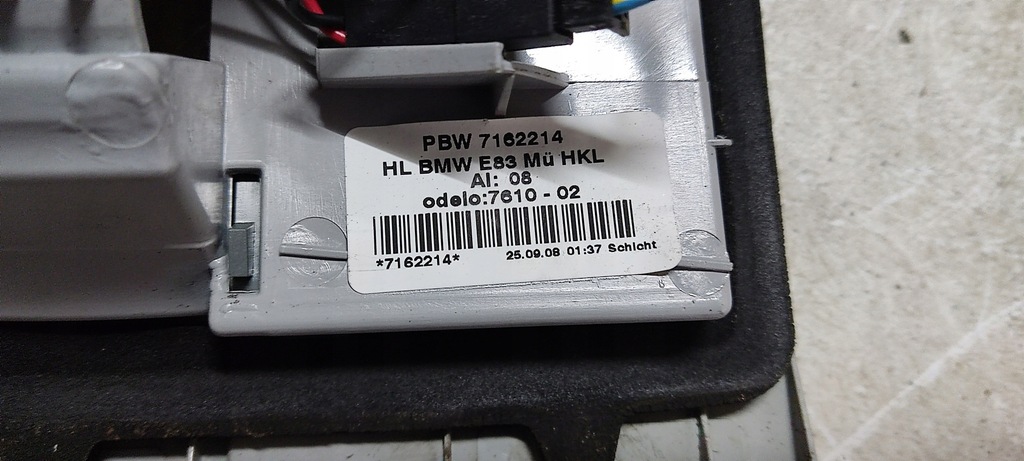 PBW 7162214
HL BMW E83 Mü HKL
AI: 08
odelo:7610 - 02
*7162214*
25.09.08 01:37 Schicht